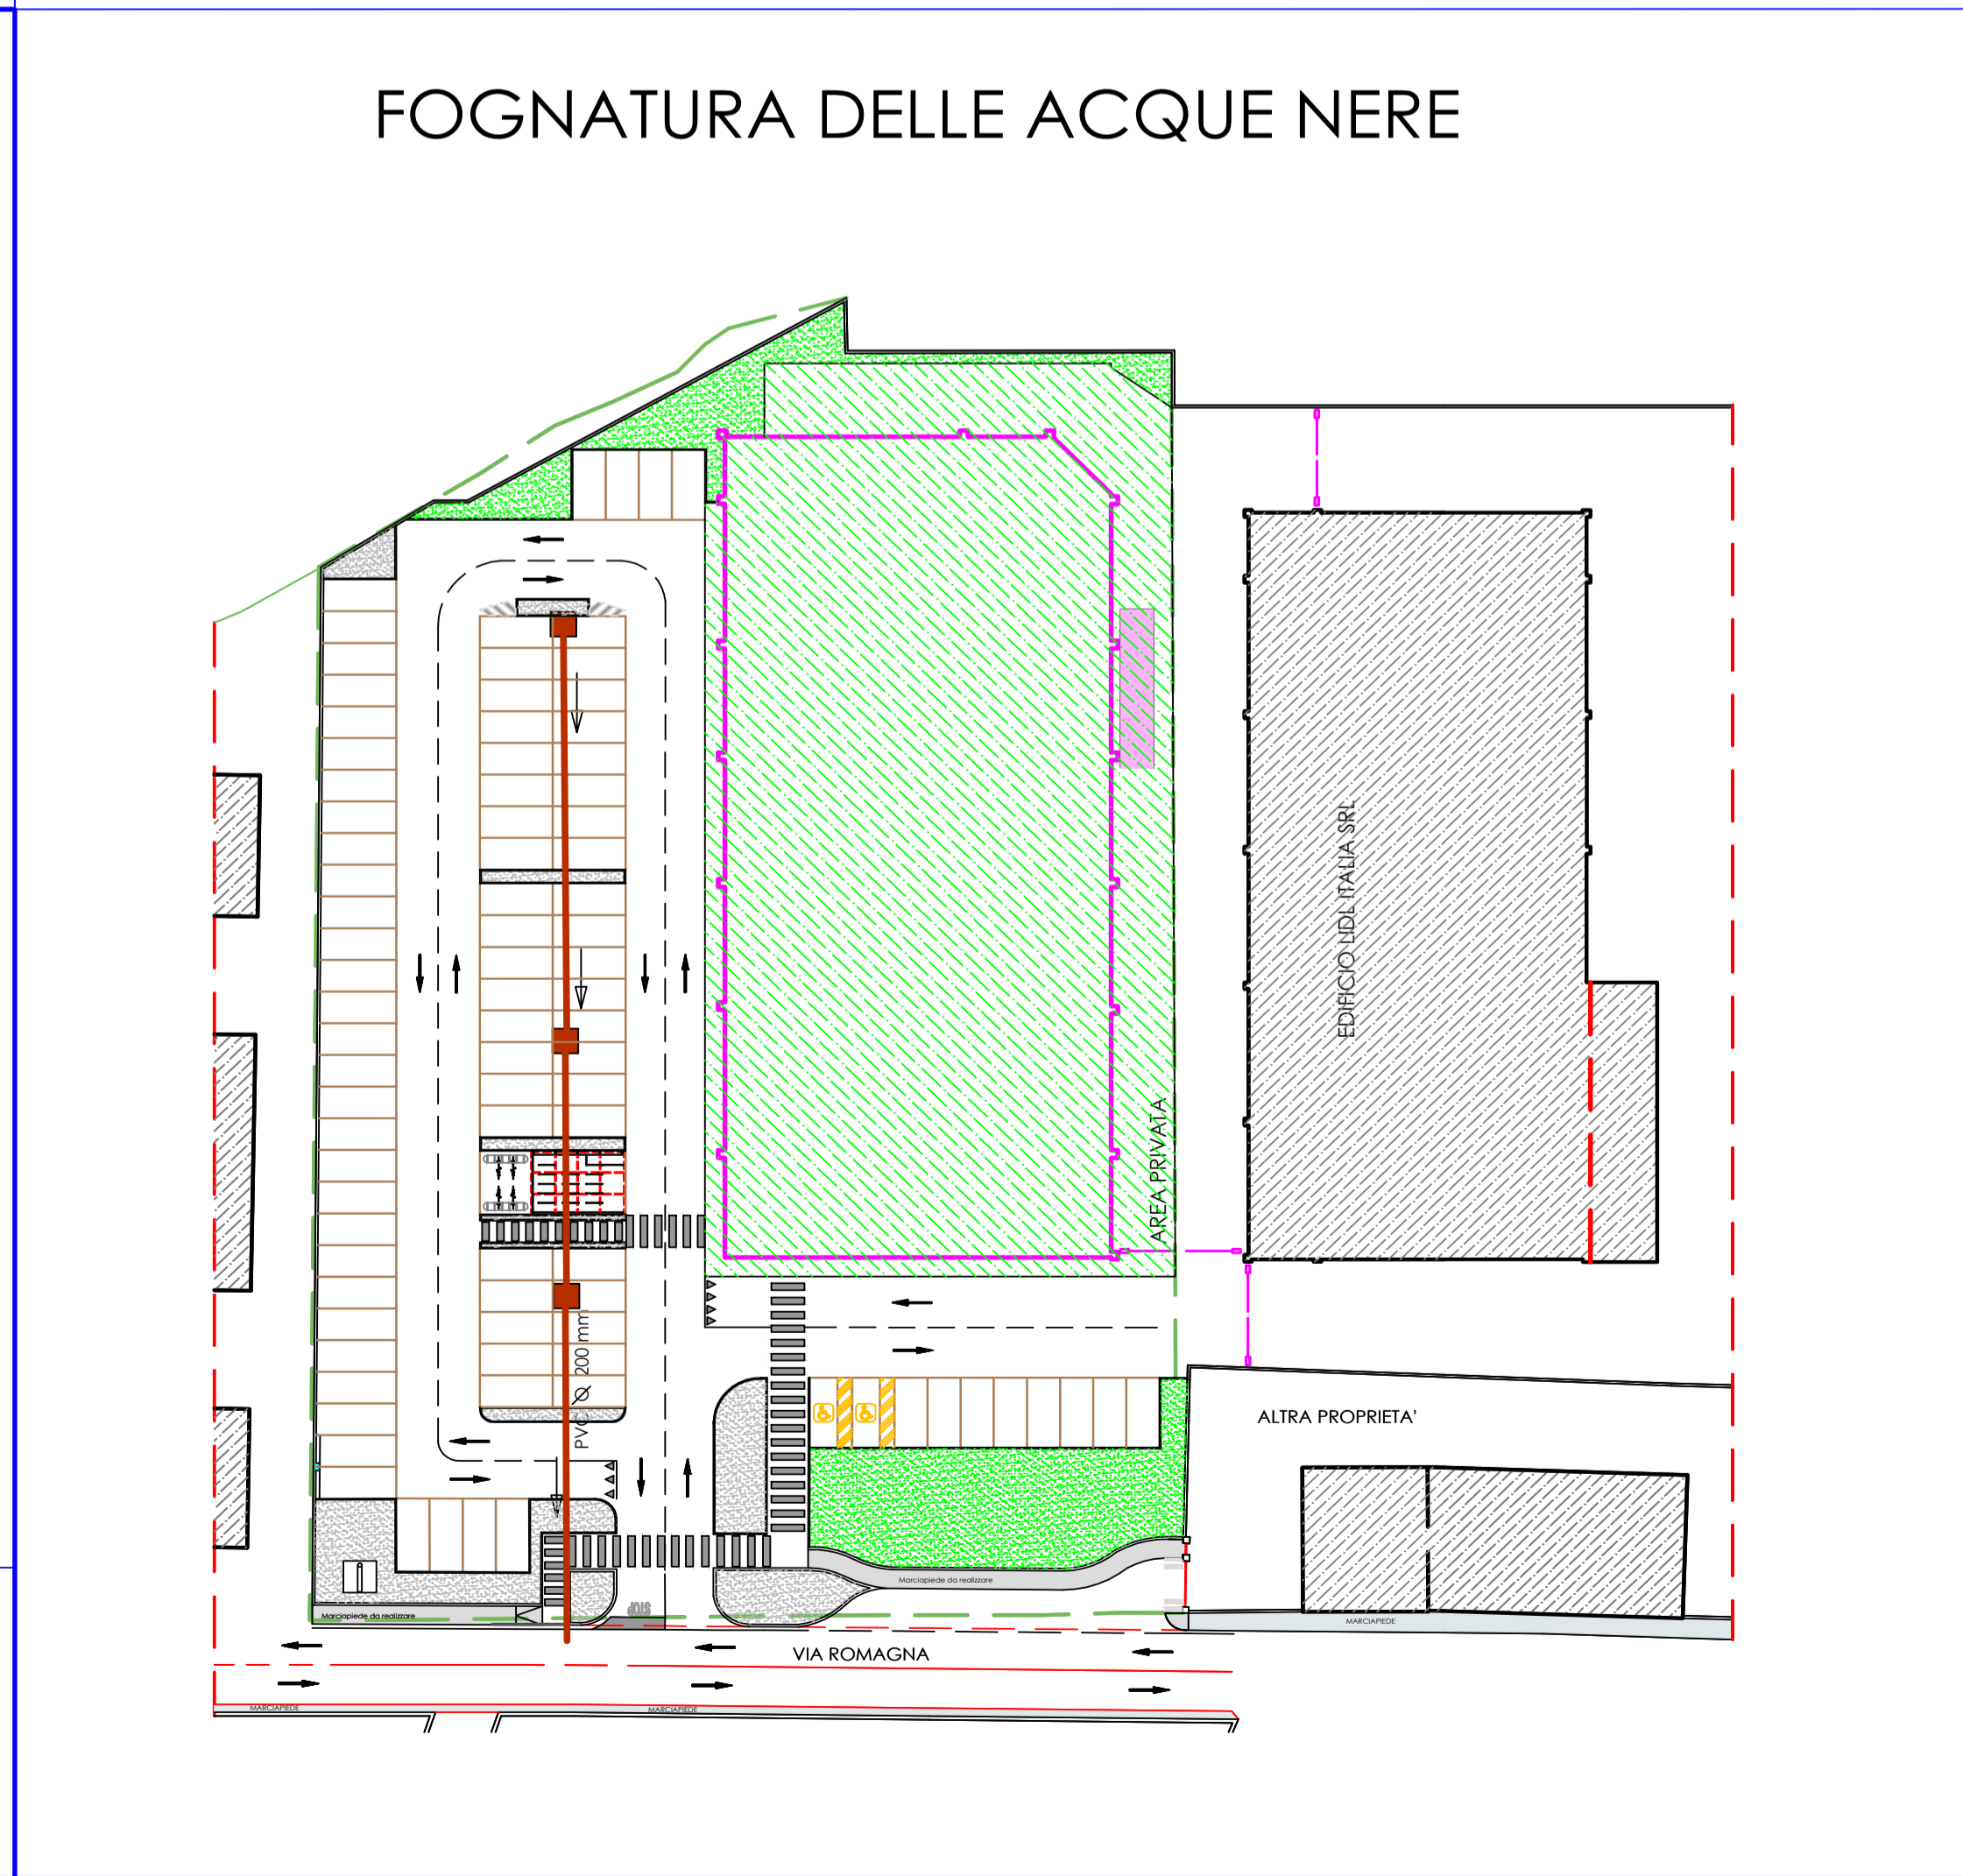 FOGNATURA DELLE ACQUE NERE
EDIFICIO LIDL ITALIA SRL
AREA PRIVATA
PVC Ø 200 mm
ALTRA PROPRIETA'
Marciapiede da realizzare
Marciapiede da realizzare
STOP
MARCIAPIEDE
VIA ROMAGNA
MARCIAPIEDE
MARCIAPIEDE